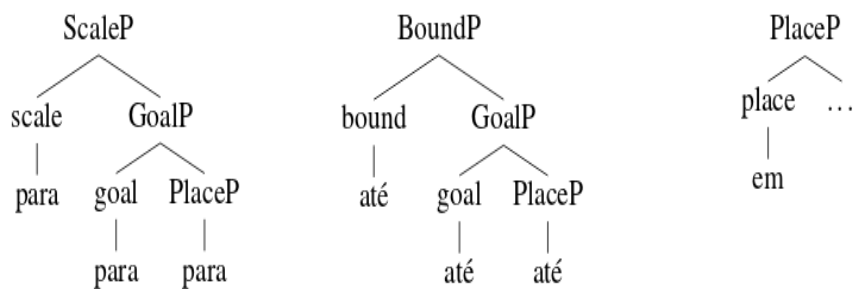 ScaleP BoundP PlaceP
scale GoalP bound GoalP place ...
para goal PlaceP até goal PlaceP em
para para até até